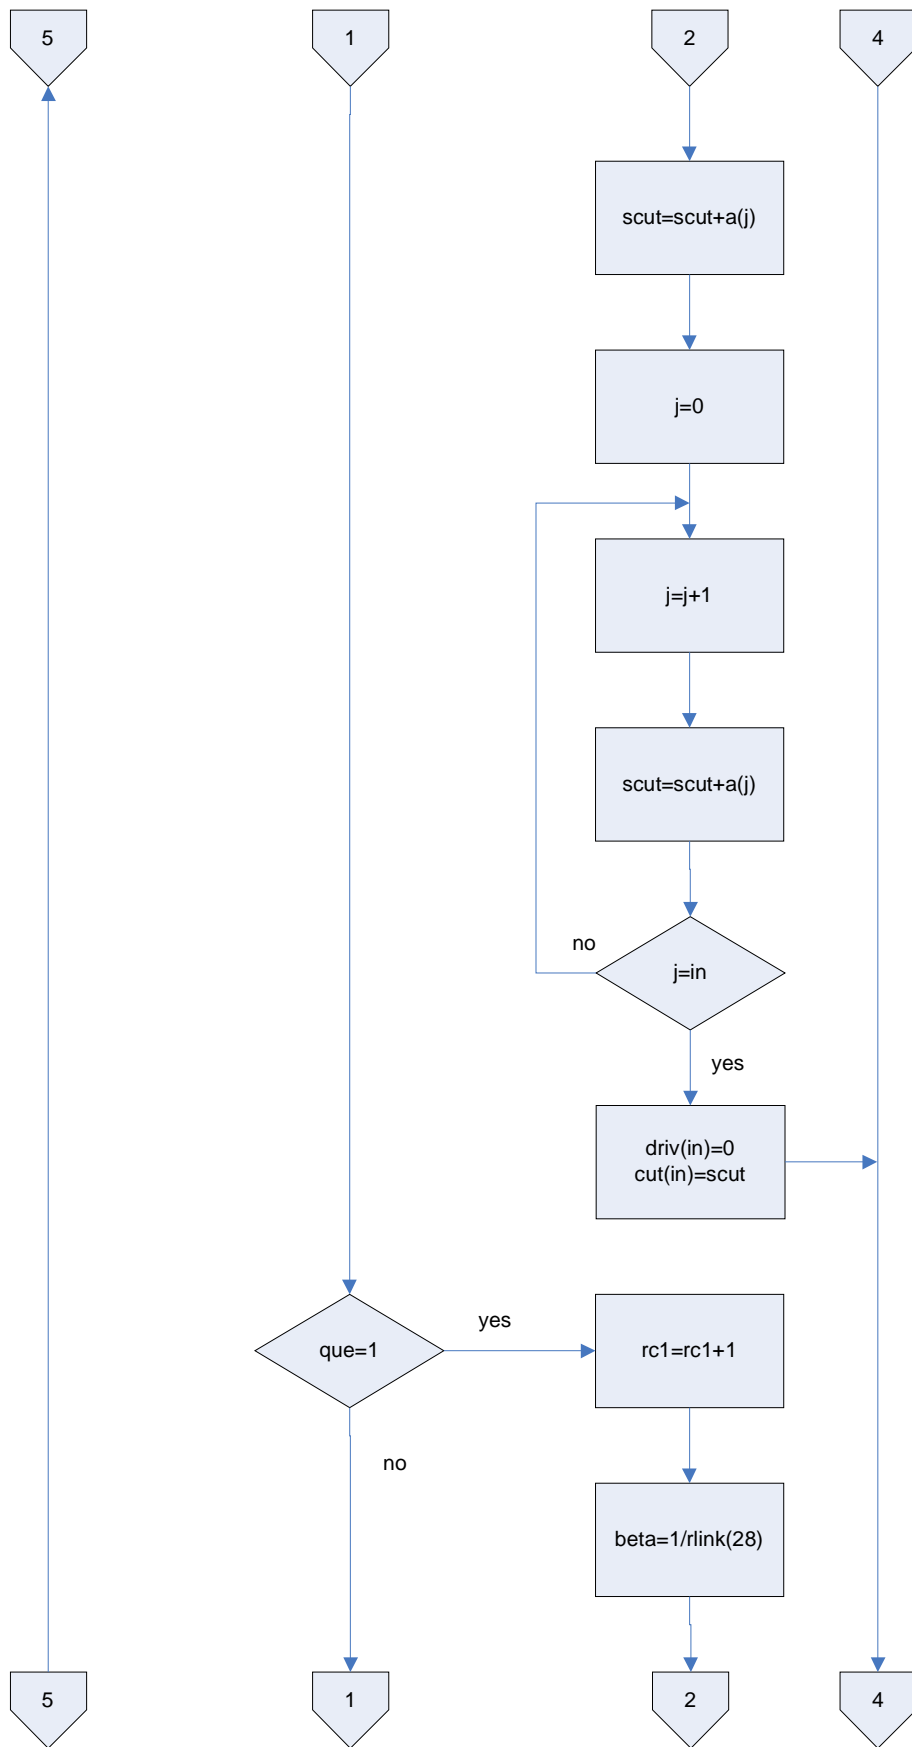 5
1
2
4
scut=scut+a(j)
j=0
j=j+1
scut=scut+a(j)
no
j=in
yes
driv(in)=0
cut(in)=scut
que=1
yes
rc1=rc1+1
no
beta=1/rlink(28)
5
1
2
4